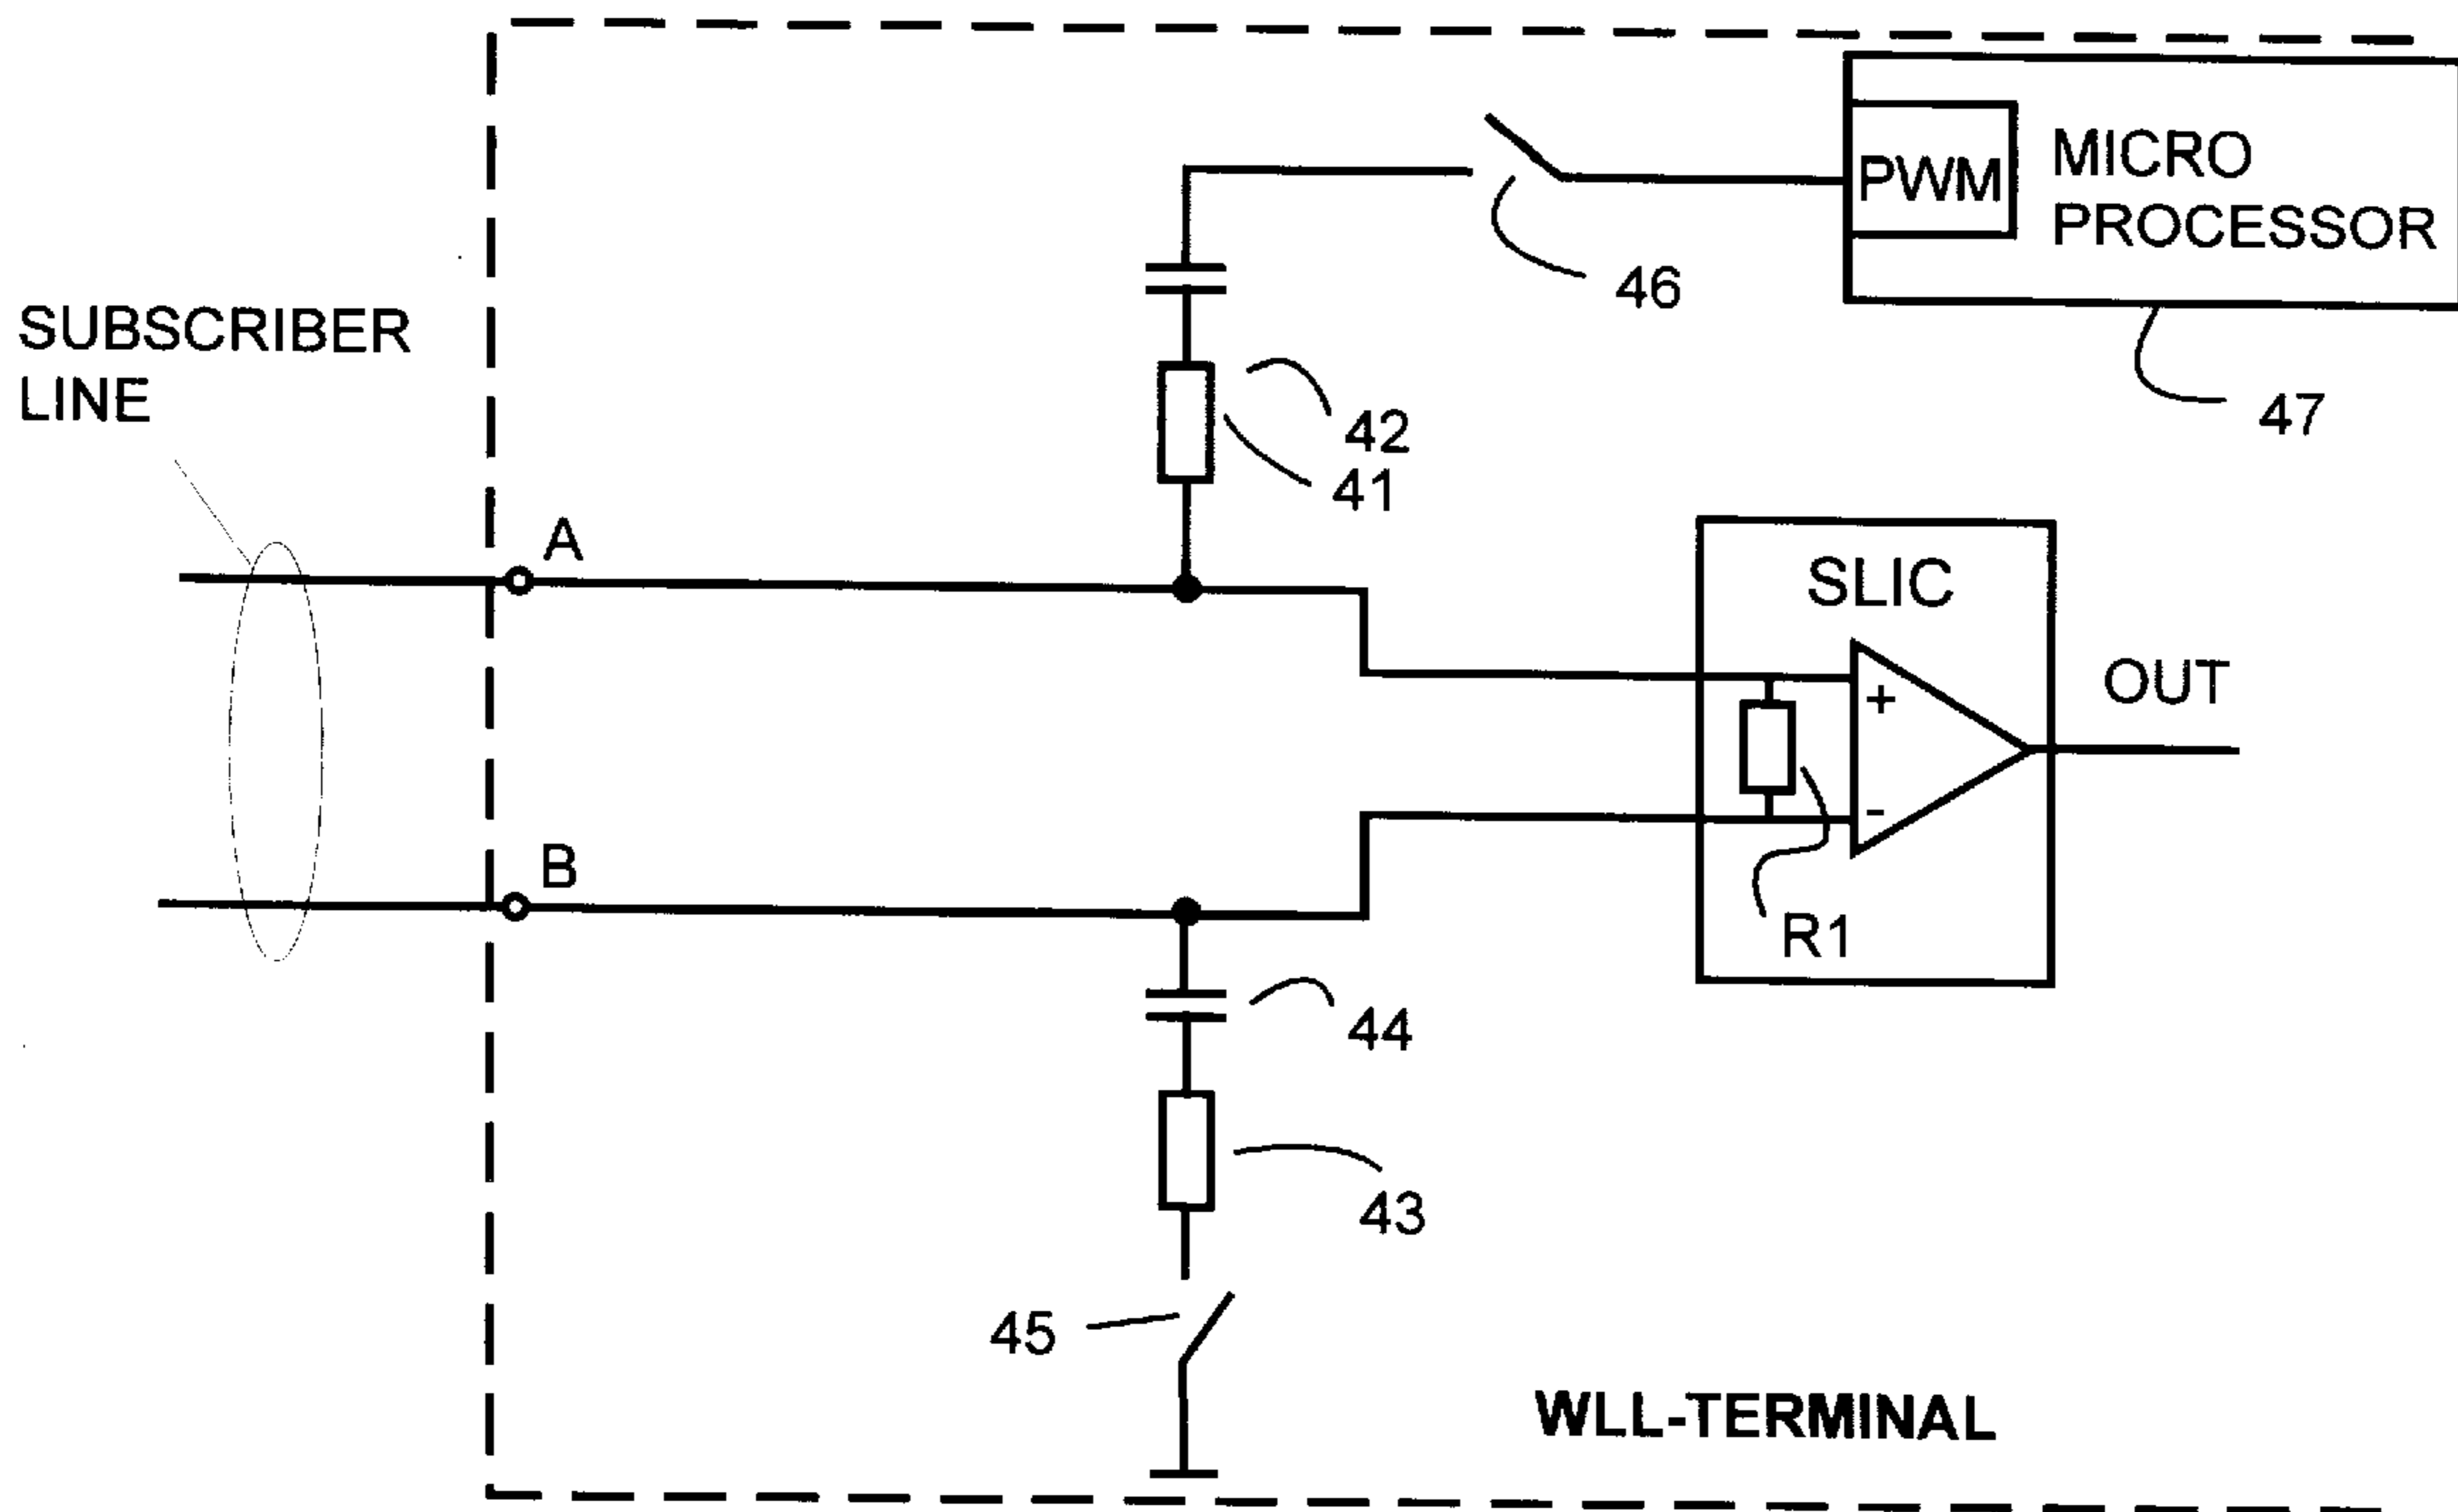 MICRO
PROCESSOR
PWM
46
47
SUBSCRIBER
LINE
42
41
A
SLIC
+
-
OUT
R1
B
44
43
45
WLL-TERMINAL